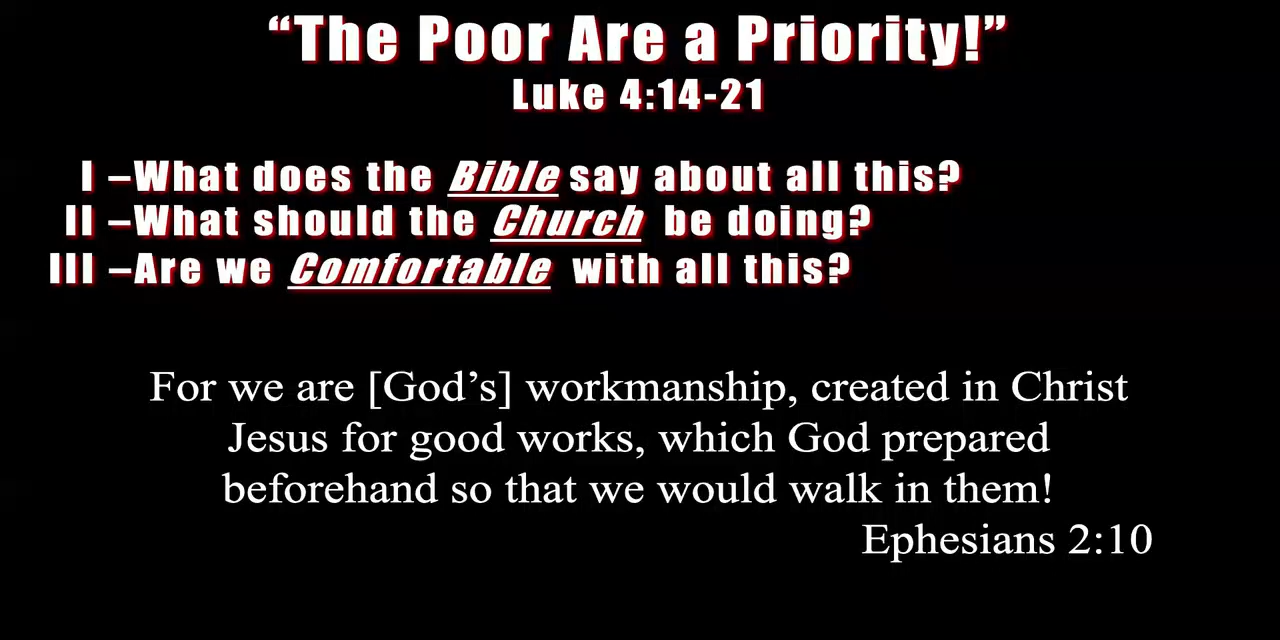 “The Poor Are a Priority!”
Luke 4:14-21
I –What does the Bible say about all this?
II –What should the Church be doing?
III –Are we Comfortable with all this?
For we are [God’s] workmanship, created in Christ
Jesus for good works, which God prepared
beforehand so that we would walk in them!
Ephesians 2:10